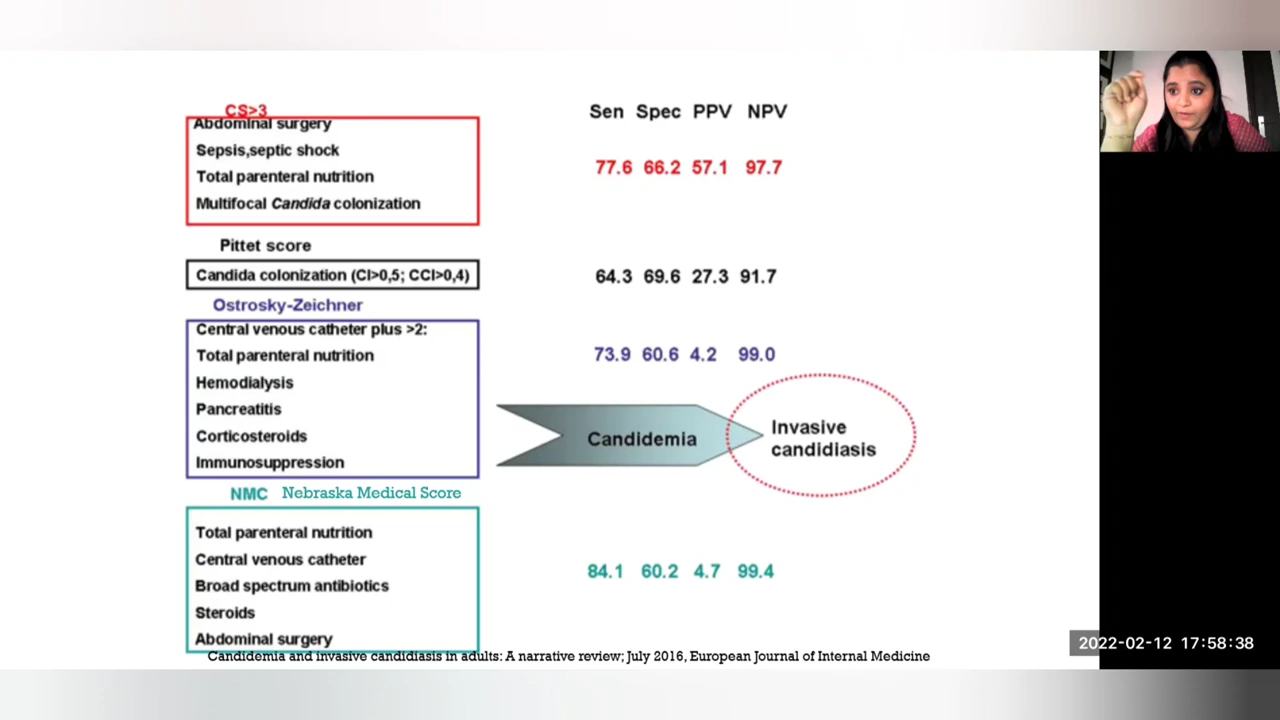 CS>3
Abdominal surgery
Sepsis,septic shock
Total parenteral nutrition
Multifocal Candida colonization
Sen Spec PPV NPV
77.6 66.2 57.1 97.7
Pittet score
Candida colonization (CI>0,5; CCI>0,4)
64.3 69.6 27.3 91.7
Ostrosky-Zeichner
Central venous catheter plus >2:
Total parenteral nutrition
Hemodialysis
Pancreatitis
Corticosteroids
Immunosuppression
73.9 60.6 4.2 99.0
Candidemia
Invasive
candidiasis
NMC Nebraska Medical Score
Total parenteral nutrition
Central venous catheter
Broad spectrum antibiotics
Steroids
Abdominal surgery
84.1 60.2 4.7 99.4
Candidemia and invasive candidiasis in adults: A narrative review; July 2016, European Journal of Internal Medicine
2022-02-12 17:58:38